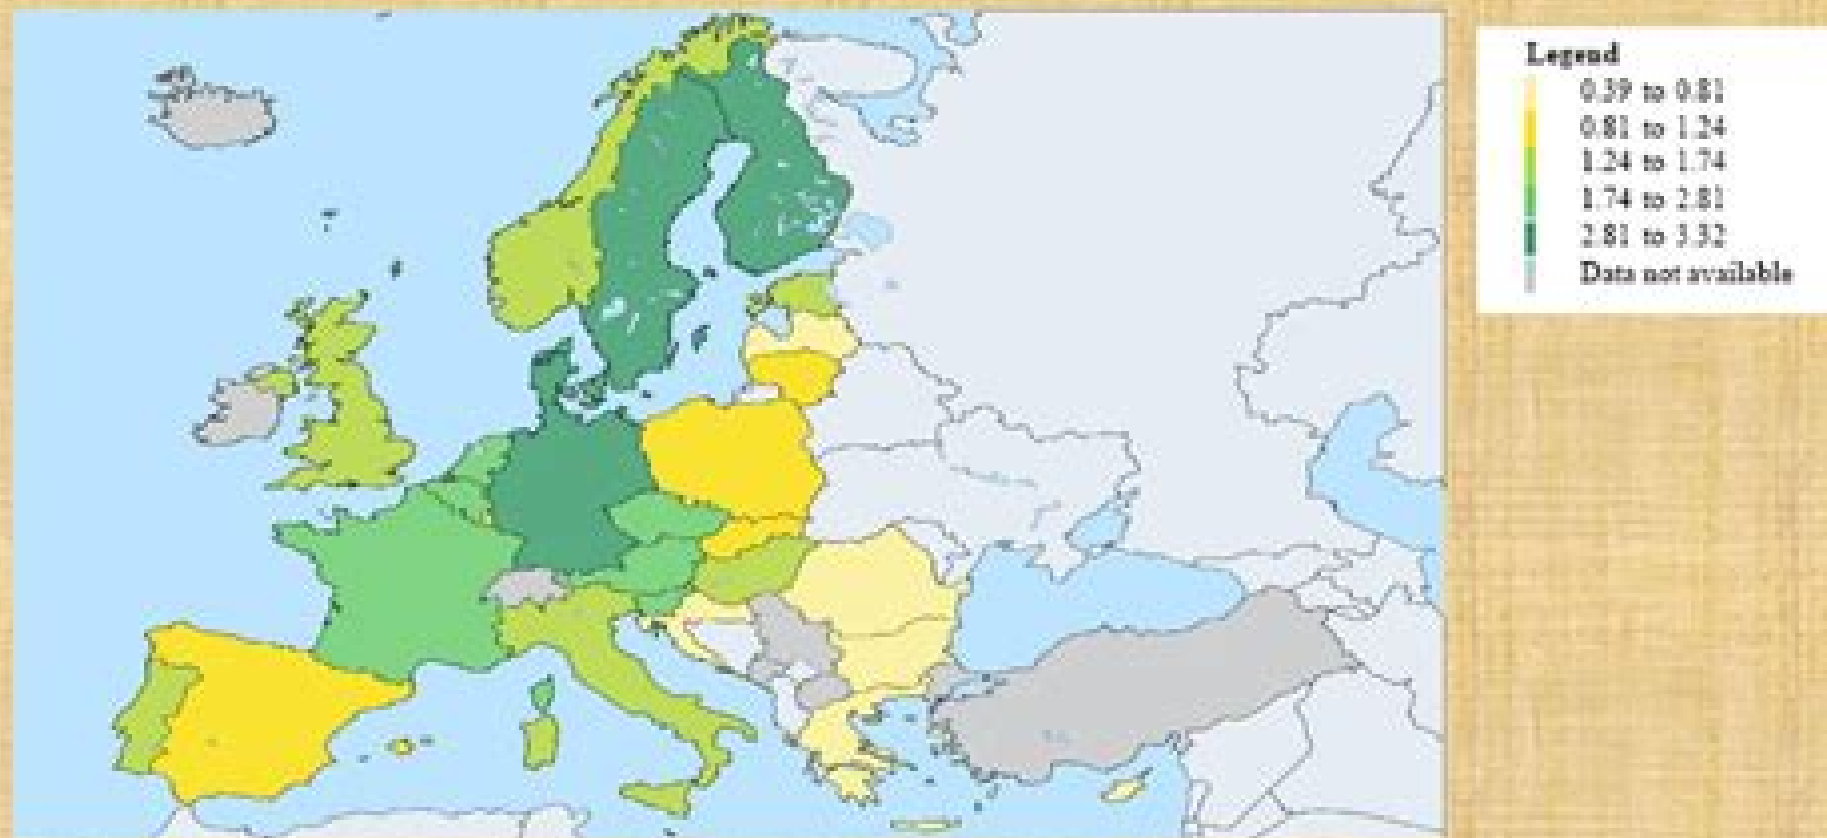 Legend
0.39 to 0.81
0.81 to 1.24
1.24 to 1.74
1.74 to 2.81
2.81 to 3.32
Data not available